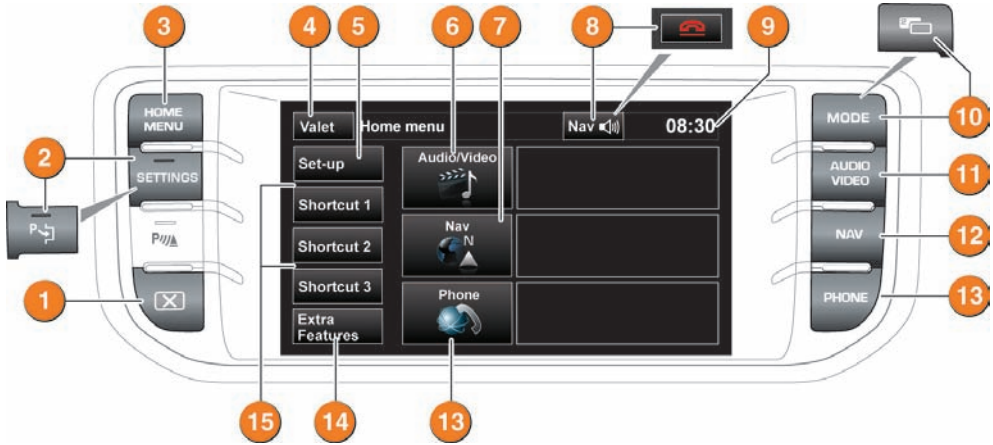 3
4
5
6
7
8
9
HOME
MENU
Valet
Home menu
Nav
08:30
MODE
10
2
SETTINGS
Set-up
Audio/Video
AUDIO
VIDEO
11
2
P
Shortcut 1
P
Shortcut 2
Nav
N
NAV
12
1
Shortcut 3
Phone
PHONE
13
Extra
Features
15
14
13